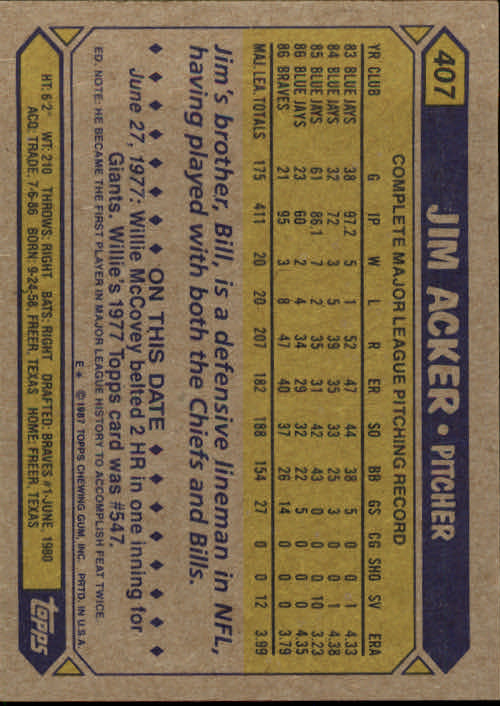 407
JIM ACKER • PITCHER
COMPLETE MAJOR LEAGUE PITCHING RECORD
YR CLUB G IP W L R ER SO BB GS CG SHO SV ERA
83 BLUE JAYS 38 97.2 5 1 52 47 44 38 5 0 0 1 4.33
84 BLUE JAYS 32 72 3 5 39 35 33 25 3 0 0 1 4.38
85 BLUE JAYS 61 86.1 7 2 35 31 42 43 0 0 0 10 3.23
86 BLUE JAYS 23 60 2 4 34 29 32 22 5 0 0 0 4.35
86 BRAVES 21 95 3 8 47 40 37 26 14 0 0 0 3.79
MAJ. LEA. TOTALS 175 411 20 20 207 182 188 154 27 0 0 12 3.99
Jim's brother, Bill, is a defensive lineman in NFL,
having played with both the Chiefs and Bills.
ON THIS DATE
June 27, 1977: Willie McCovey belted 2 HR in one inning for
Giants. Willie's 1977 Topps card was #547.
ED. NOTE: HE BECAME THE FIRST PLAYER IN MAJOR LEAGUE HISTORY TO ACCOMPLISH FEAT TWICE.
E* © 1987 TOPPS CHEWING GUM, INC. PRTD. IN U.S.A.
HT: 6'2" WT: 210 THROWS: RIGHT BATS: RIGHT DRAFTED: BRAVES #1-JUNE, 1980
ACQ: TRADE, 7-6-86 BORN: 9-24-58, FREER, TEXAS HOME: FREER, TEXAS
topps